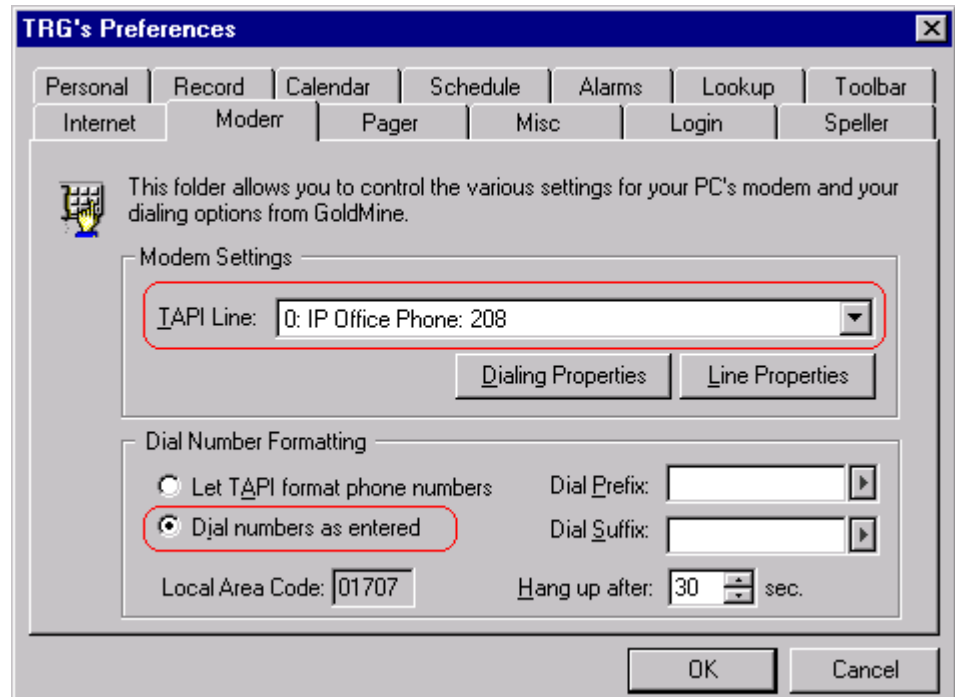 TRG's Preferences
Personal Record Calendar Schedule Alarms Lookup Toolbar
Internet Modem Pager Misc Login Speller
This folder allows you to control the various settings for your PC's modem and your
dialing options from GoldMine.
Modem Settings
TAPI Line: 0: IP Office Phone: 208
Dialing Properties Line Properties
Dial Number Formatting
Let TAPI format phone numbers Dial Prefix:
Dial numbers as entered Dial Suffix:
Local Area Code: 01707 Hang up after: 30 sec.
OK Cancel